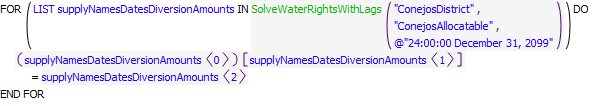 FOR ( LIST supplyNamesDatesDiversionAmounts IN SolveWaterRightsWithLags ( "ConejosDistrict" ,
"ConejosAllocatable" ,
@"24:00:00 December 31, 2099" ) ) DO
( supplyNamesDatesDiversionAmounts 〈0〉 ) [ supplyNamesDatesDiversionAmounts 〈1〉 ]
= supplyNamesDatesDiversionAmounts 〈2〉
END FOR